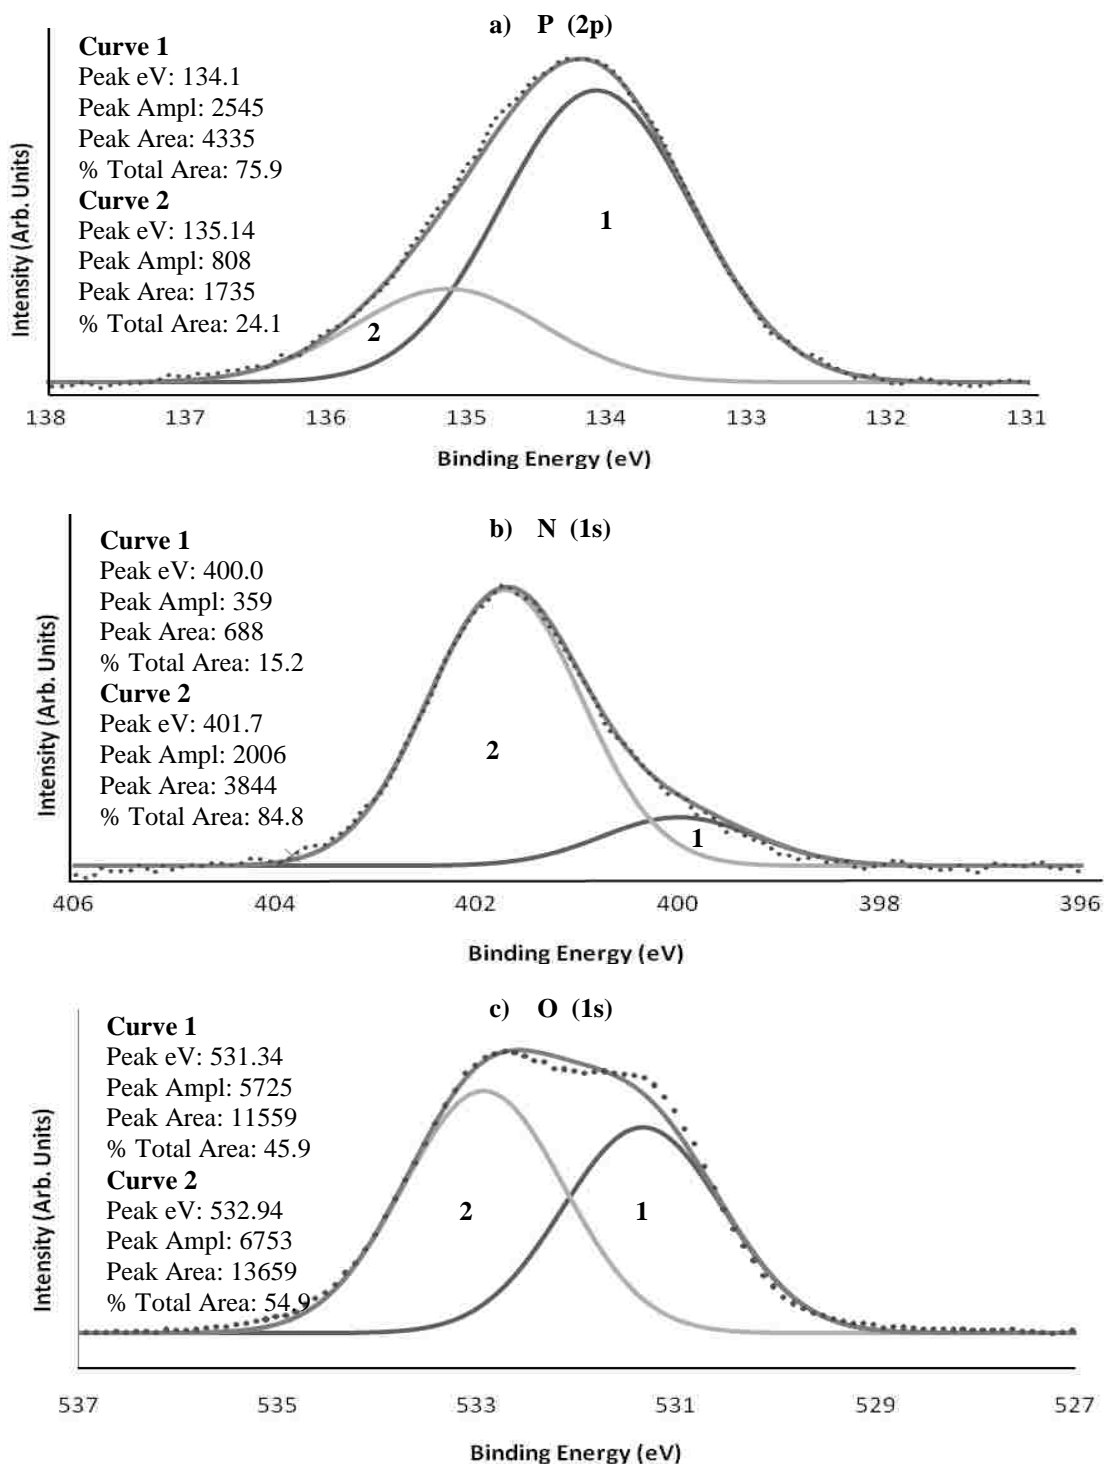 a) P (2p)
Curve 1
Peak eV: 134.1
Peak Ampl: 2545
Peak Area: 4335
% Total Area: 75.9
Curve 2
Peak eV: 135.14
Peak Ampl: 808
Peak Area: 1735
% Total Area: 24.1
1
2
Intensity (Arb. Units)
138 137 136 135 134 133 132 131
Binding Energy (eV)
b) N (1s)
Curve 1
Peak eV: 400.0
Peak Ampl: 359
Peak Area: 688
% Total Area: 15.2
Curve 2
Peak eV: 401.7
Peak Ampl: 2006
Peak Area: 3844
% Total Area: 84.8
2
1
Intensity (Arb. Units)
406 404 402 400 398 396
Binding Energy (eV)
c) O (1s)
Curve 1
Peak eV: 531.34
Peak Ampl: 5725
Peak Area: 11559
% Total Area: 45.9
Curve 2
Peak eV: 532.94
Peak Ampl: 6753
Peak Area: 13659
% Total Area: 54.9
2 1
Intensity (Arb. Units)
537 535 533 531 529 527
Binding Energy (eV)